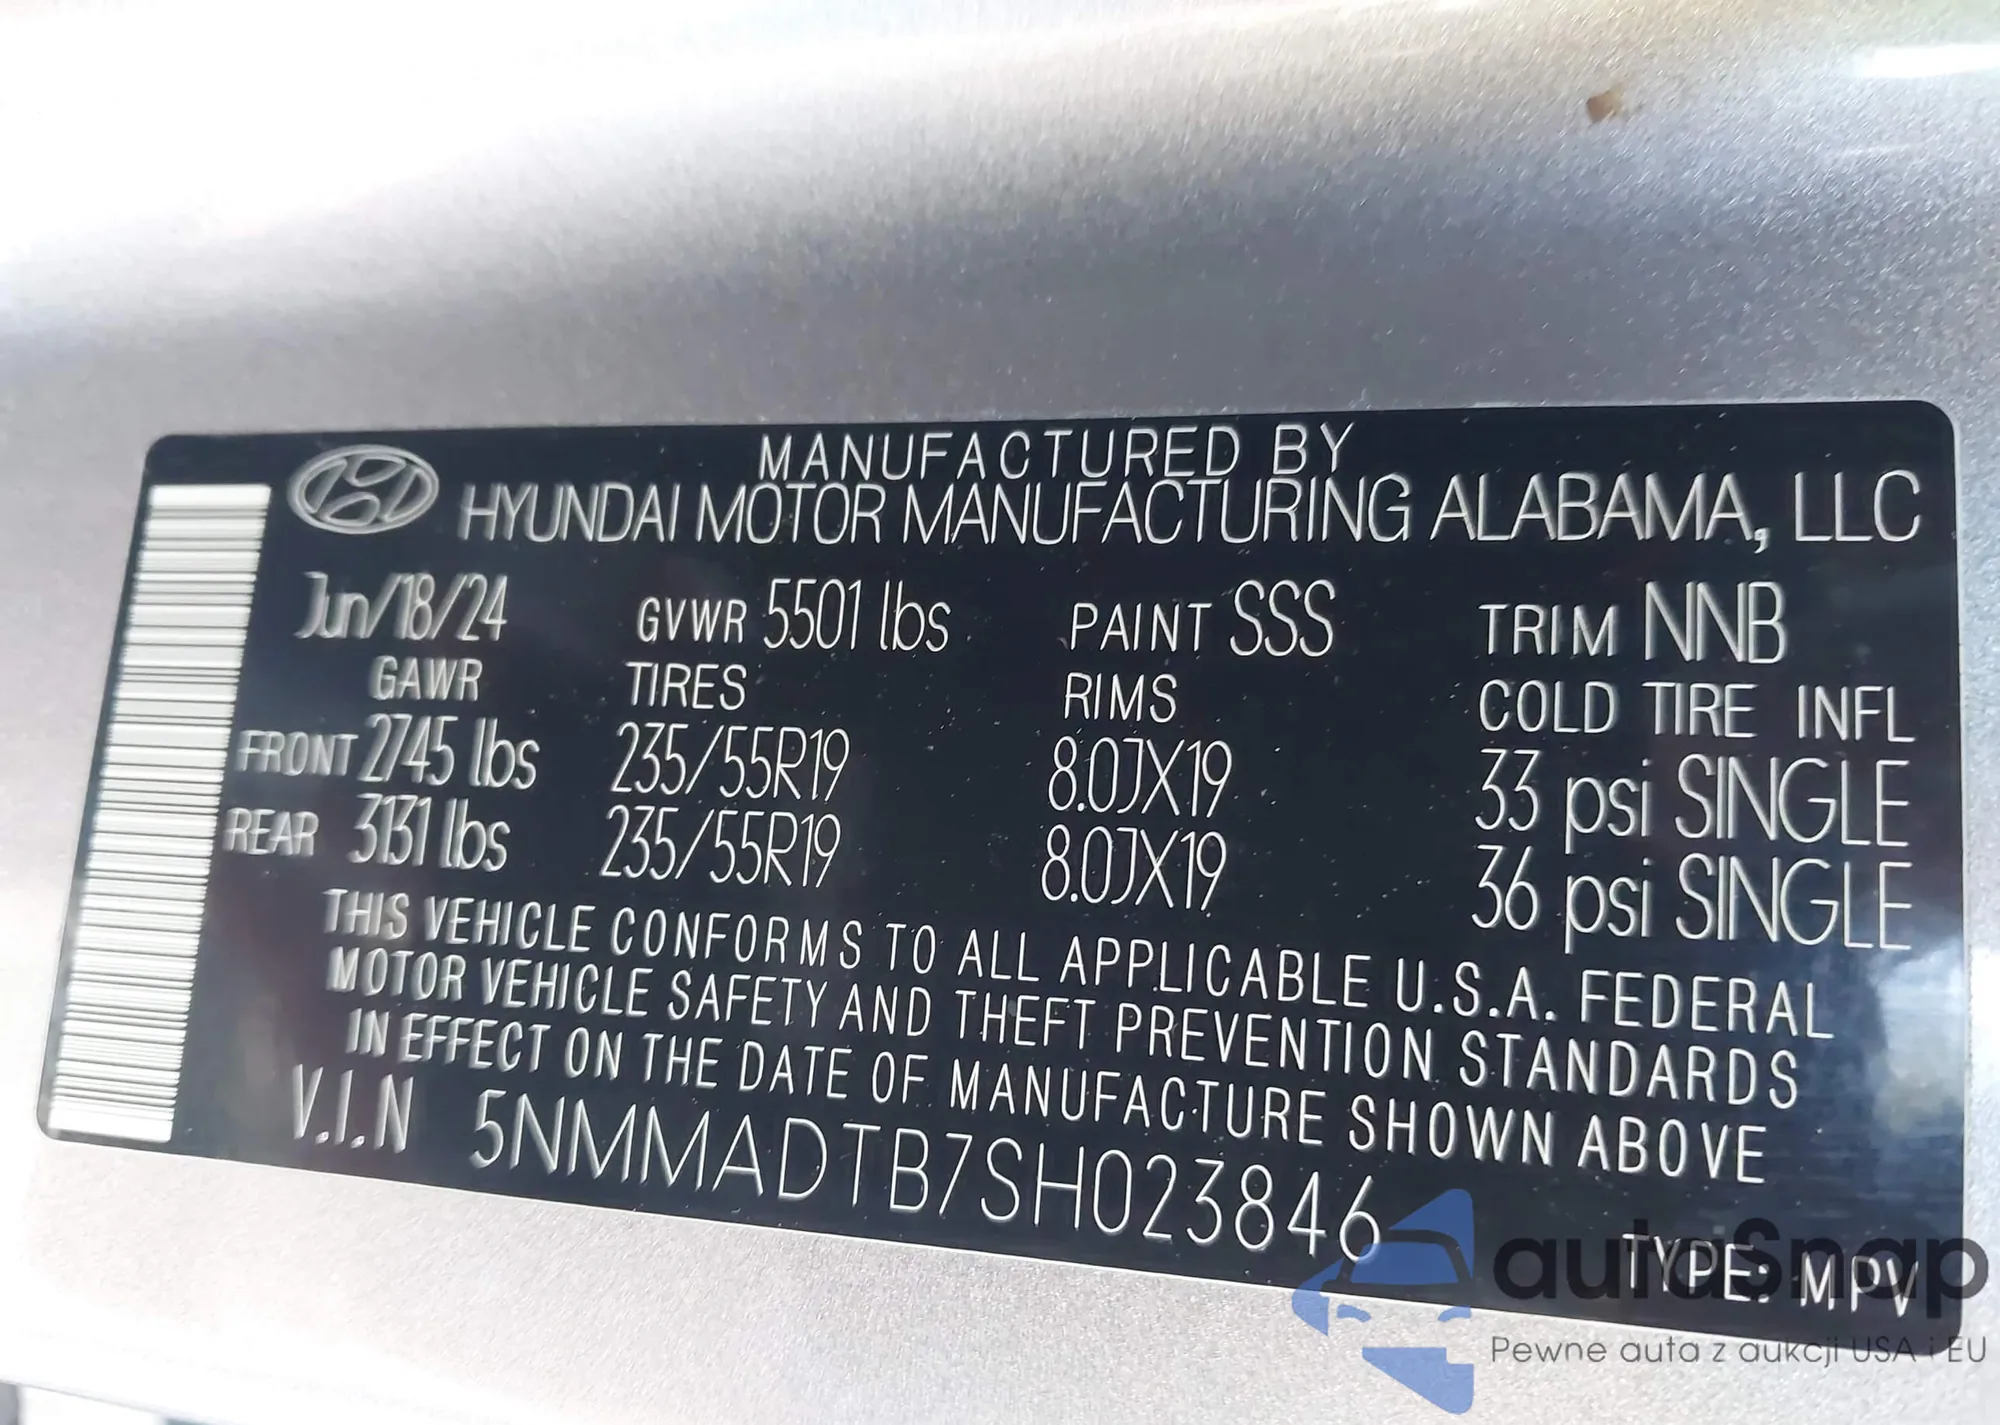 MANUFACTURED BY
HYUNDAI MOTOR MANUFACTURING ALABAMA, LLC
Jun/18/24 GVWR 5501 lbs PAINT SSS TRIM NNB
GAWR TIRES RIMS COLD TIRE INFL
FRONT 2745 lbs 235/55R19 8.0JX19 33 psi SINGLE
REAR 3131 lbs 235/55R19 8.0JX19 36 psi SINGLE
THIS VEHICLE CONFORMS TO ALL APPLICABLE U.S.A. FEDERAL
MOTOR VEHICLE SAFETY AND THEFT PREVENTION STANDARDS
IN EFFECT ON THE DATE OF MANUFACTURE SHOWN ABOVE
V.I.N 5NMMADTB7SH023846 TYPE: MPV
autaSnap
Pewne auta z aukcji USA i EU